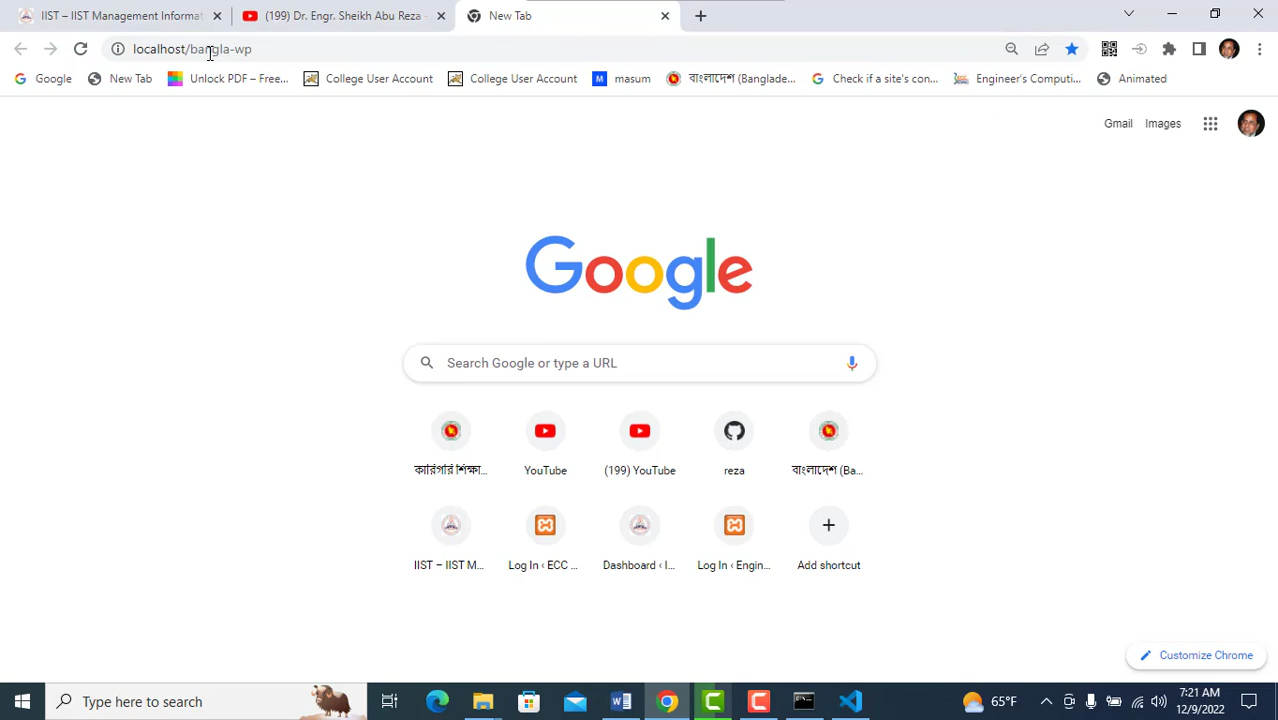 IIST – IIST Management Informat
(199) Dr. Engr. Sheikh Abu Reza -
New Tab
localhost/bangla-wp
Google
New Tab
Unlock PDF – Free...
College User Account
College User Account
M
masum
বাংলাদেশ (Banglade...
Check if a site's con...
Engineer's Computi...
Animated
Gmail
Images
Google
Search Google or type a URL
কারিগরি শিক্ষা...
YouTube
(199) YouTube
reza
বাংলাদেশ (Ba...
IIST – IIST M...
Log In ‹ ECC ...
Dashboard ‹ I...
Log In ‹ Engin...
Add shortcut
Customize Chrome
Type here to search
65°F
7:21 AM
12/9/2022